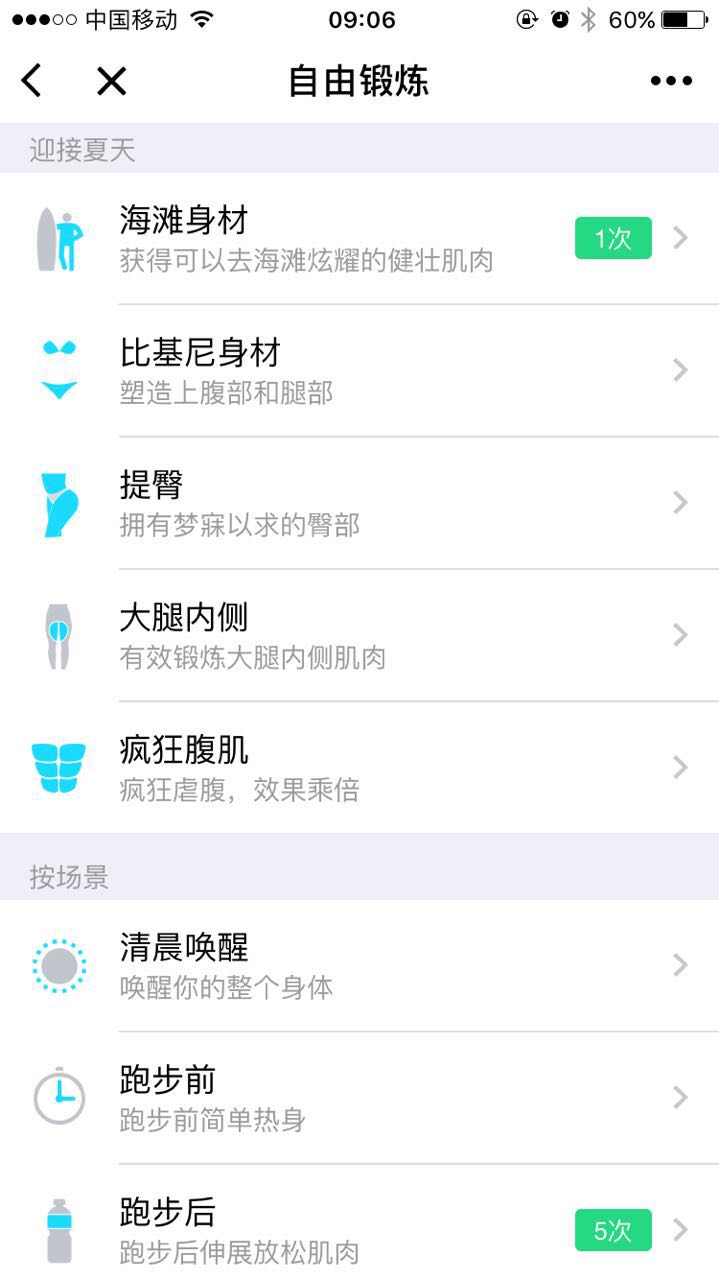 中国移动 09:06 60%
自由锻炼
迎接夏天
海滩身材
获得可以去海滩炫耀的健壮肌肉
1次
比基尼身材
塑造上腹部和腿部
提臀
拥有梦寐以求的臀部
大腿内侧
有效锻炼大腿内侧肌肉
疯狂腹肌
疯狂虐腹，效果乘倍
按场景
清晨唤醒
唤醒你的整个身体
跑步前
跑步前简单热身
跑步后
跑步后伸展放松肌肉
5次